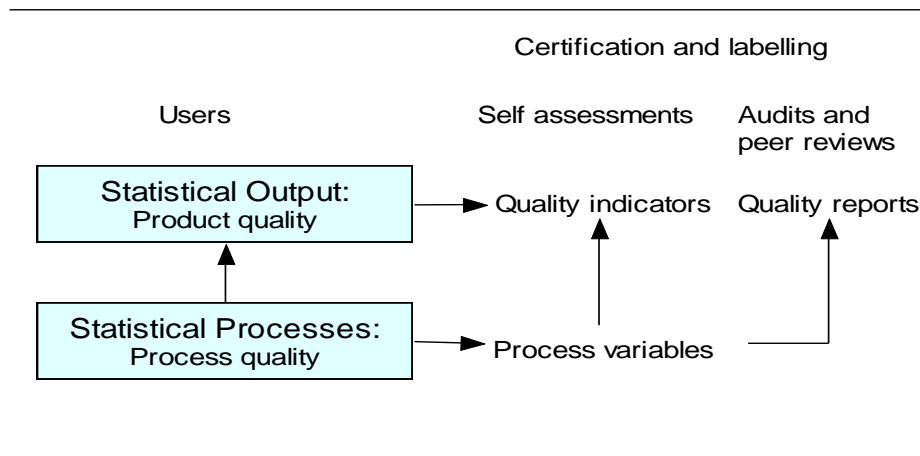 Certification and labelling
Users
Self assessments
Audits and
peer reviews
Statistical Output:
Product quality
Quality indicators
Quality reports
Statistical Processes:
Process quality
Process variables